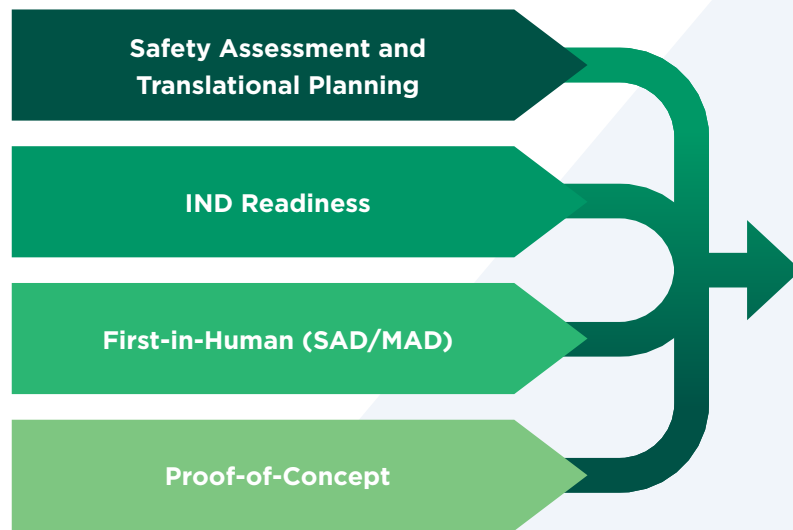 Safety Assessment and
Translational Planning
IND Readiness
First-in-Human (SAD/MAD)
Proof-of-Concept